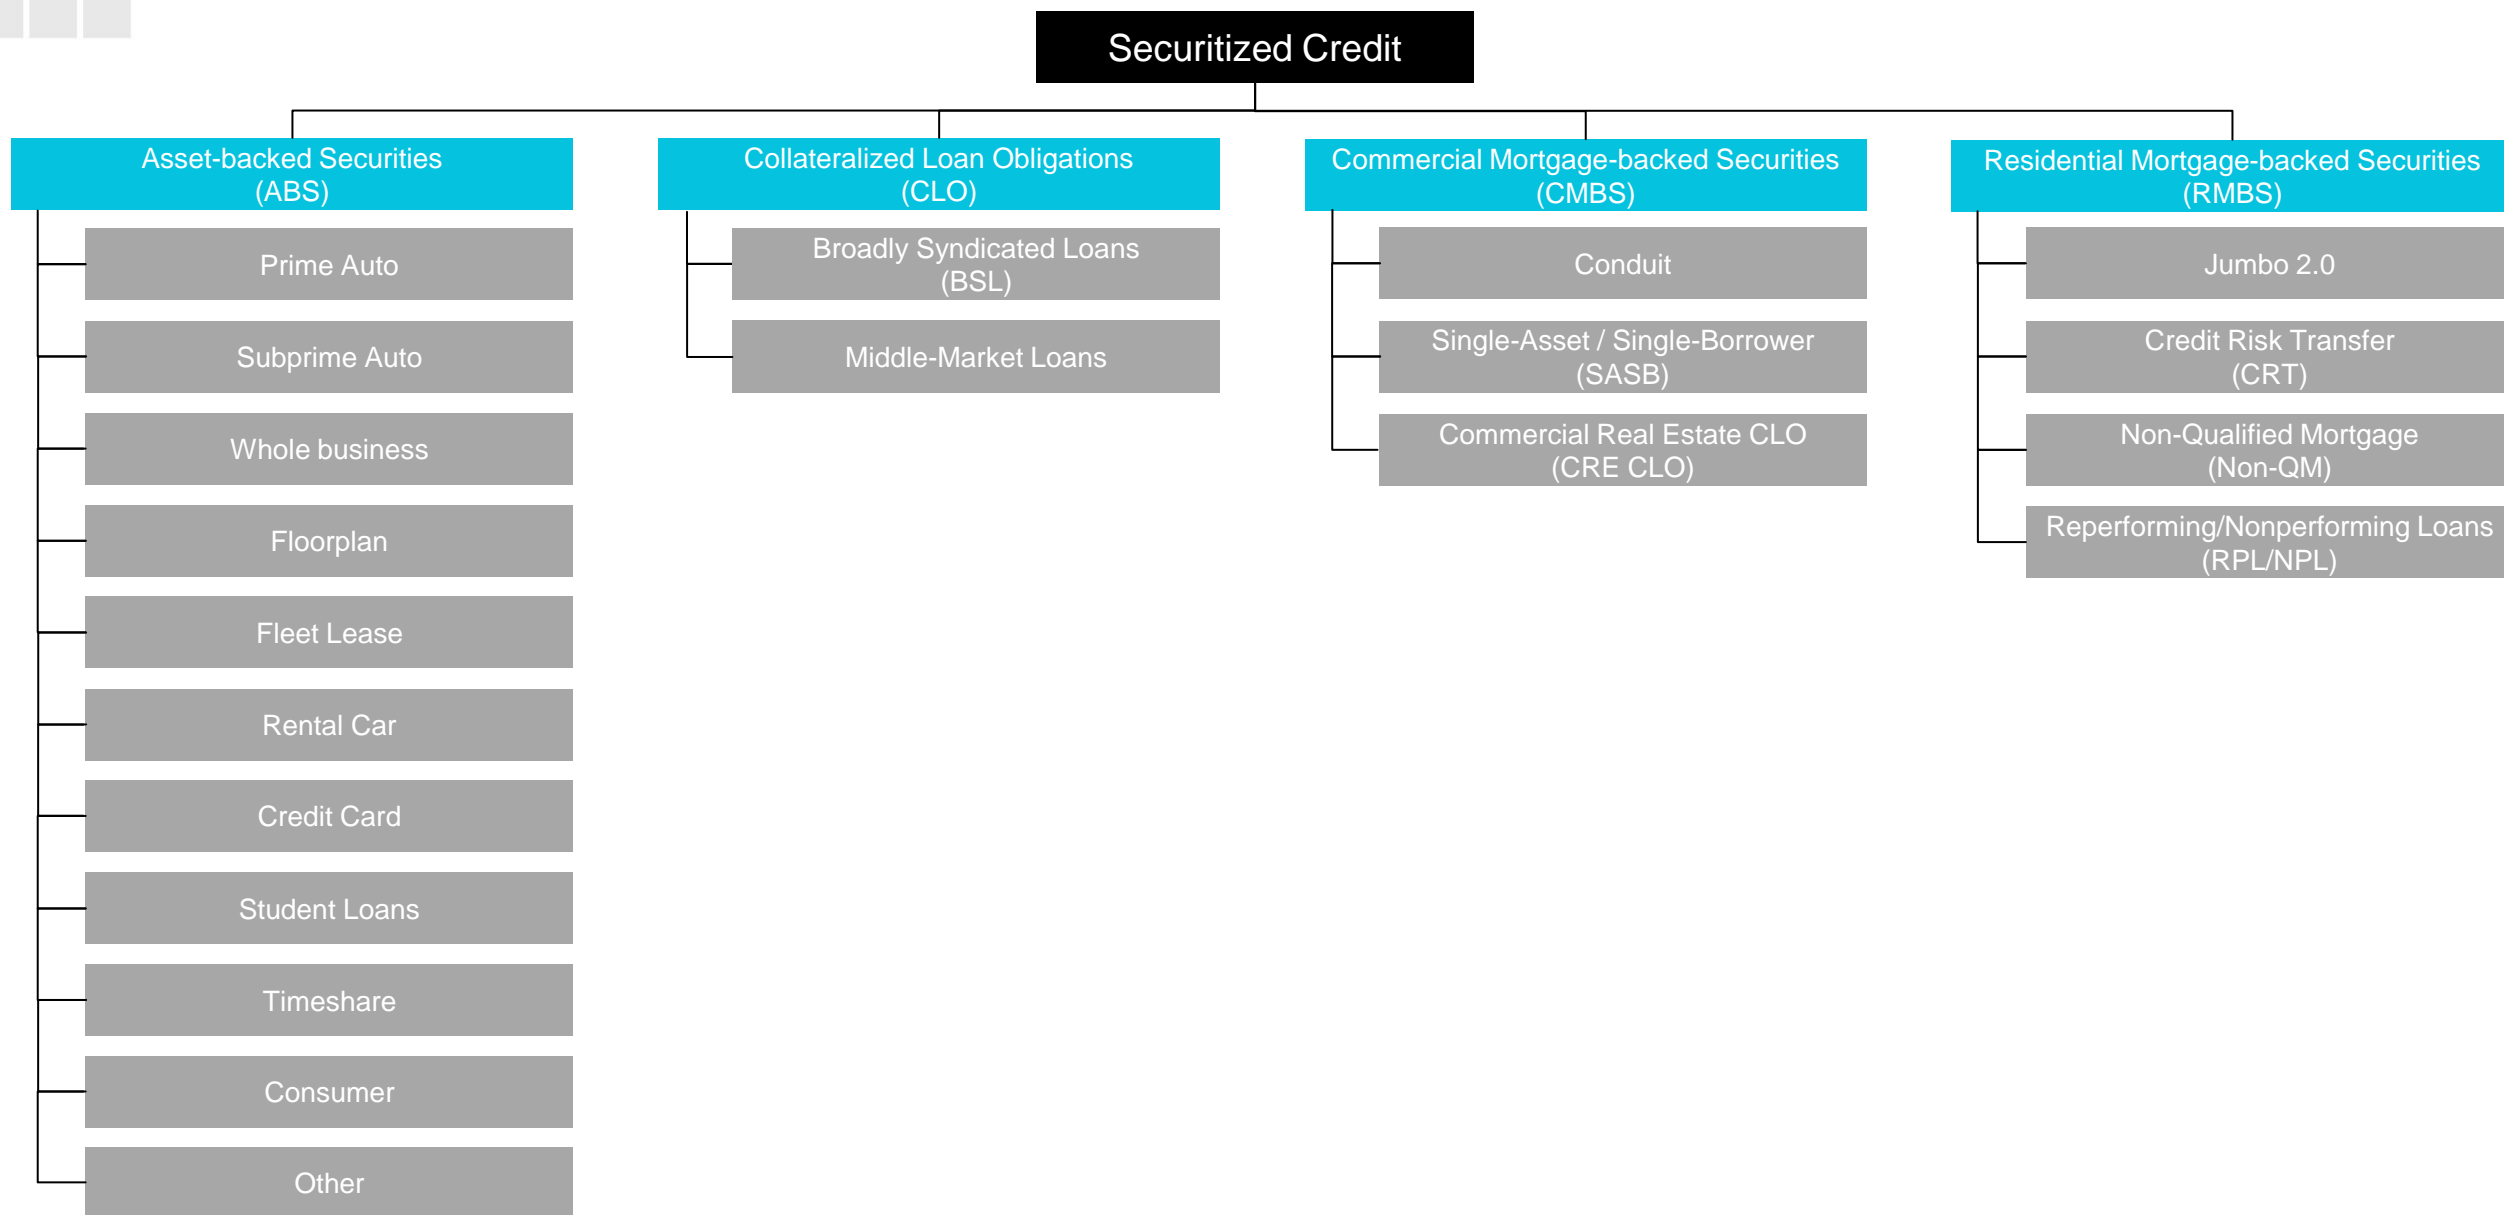 Securitized Credit
Asset-backed Securities
(ABS)
Prime Auto
Subprime Auto
Whole business
Floorplan
Fleet Lease
Rental Car
Credit Card
Student Loans
Timeshare
Consumer
Other
Collateralized Loan Obligations
(CLO)
Broadly Syndicated Loans
(BSL)
Middle-Market Loans
Commercial Mortgage-backed Securities
(CMBS)
Conduit
Single-Asset / Single-Borrower
(SASB)
Commercial Real Estate CLO
(CRE CLO)
Residential Mortgage-backed Securities
(RMBS)
Jumbo 2.0
Credit Risk Transfer
(CRT)
Non-Qualified Mortgage
(Non-QM)
Reperforming/Nonperforming Loans
(RPL/NPL)